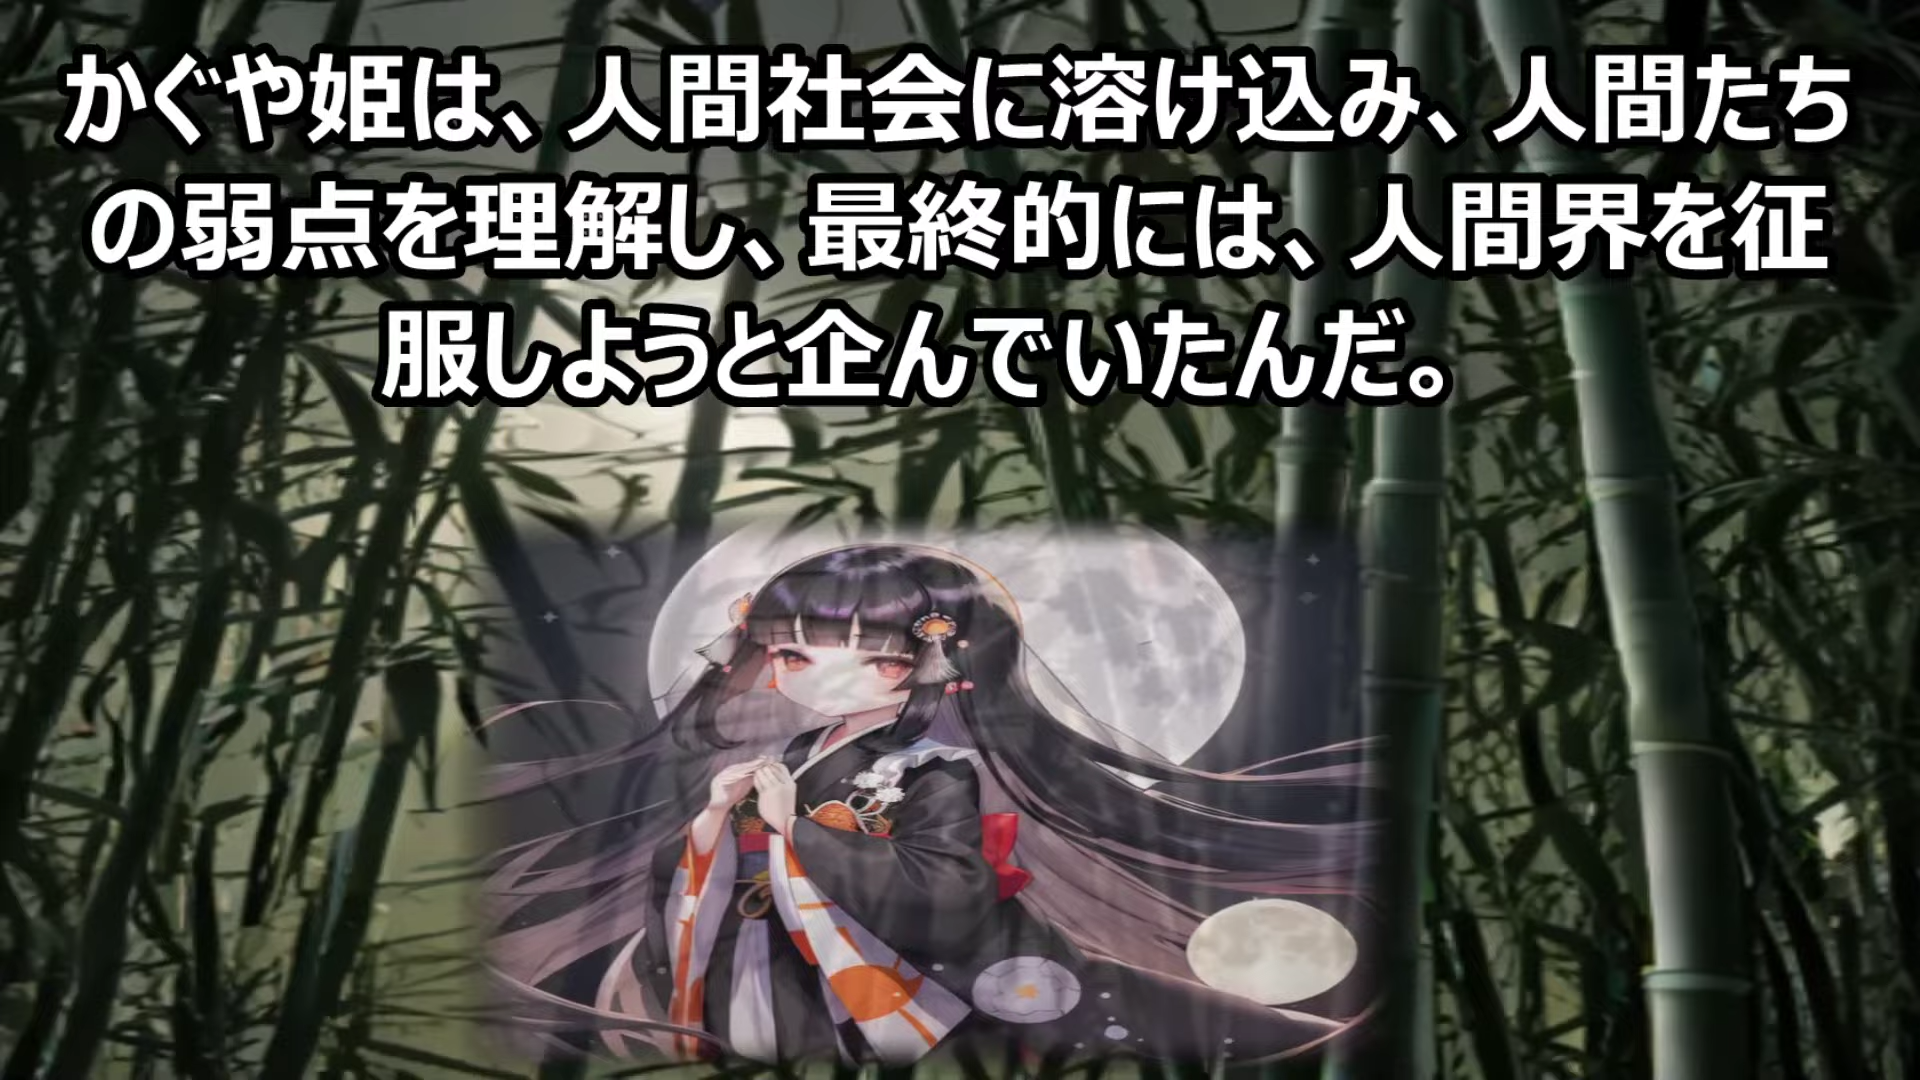 かぐや姫は、人間社会に溶け込み、人間たち
の弱点を理解し、最終的には、人間界を征
服しようと企んでいたんだ。